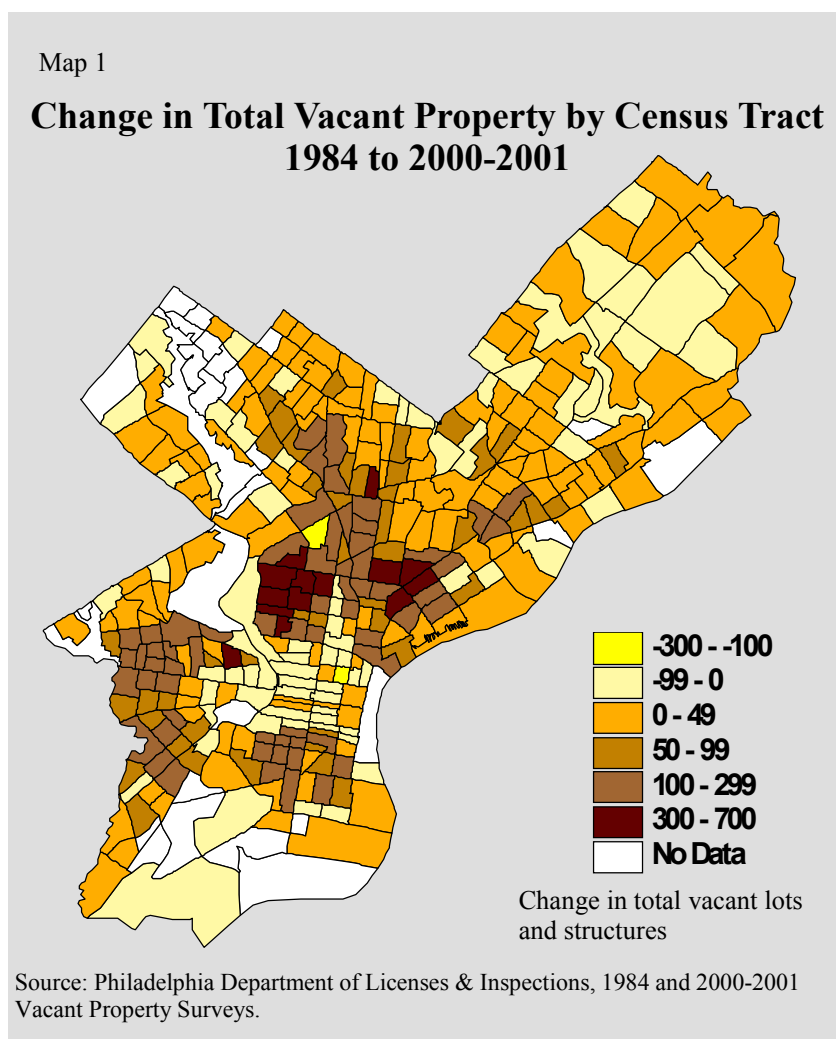 Map 1
Change in Total Vacant Property by Census Tract
1984 to 2000-2001
-300 - -100
-99 - 0
0 - 49
50 - 99
100 - 299
300 - 700
No Data
Change in total vacant lots
and structures
Source: Philadelphia Department of Licenses & Inspections, 1984 and 2000-2001
Vacant Property Surveys.